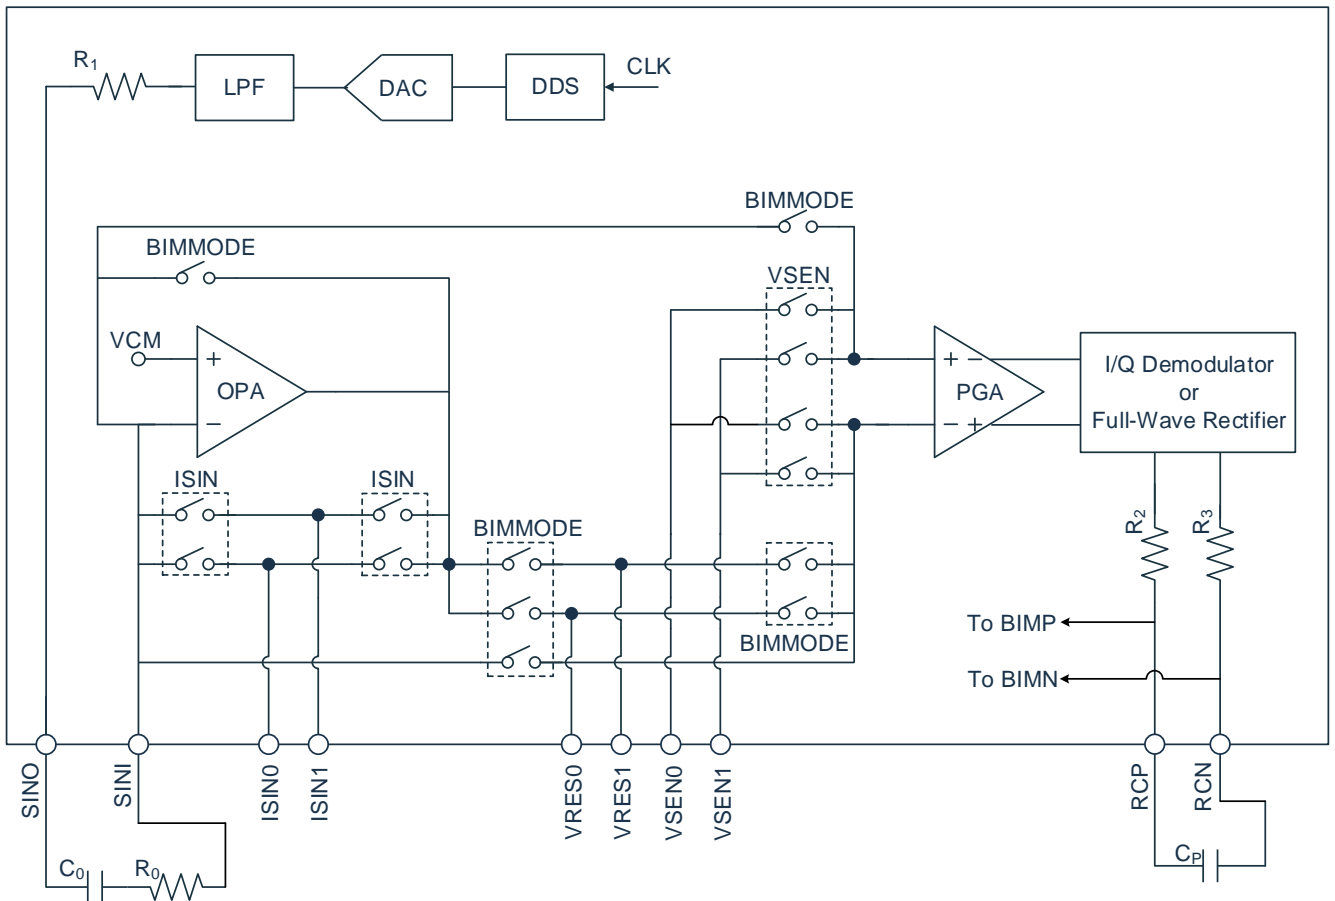 R1
LPF
DAC
DDS
CLK
BIMMODE
BIMMODE
VSEN
VCM
+
OPA
−
+ −
PGA
− +
I/Q Demodulator
or
Full-Wave Rectifier
ISIN
ISIN
BIMMODE
R2
R3
BIMMODE
To BIMP
To BIMN
SINO
SINI
ISIN0
ISIN1
VRES0
VRES1
VSEN0
VSEN1
RCP
RCN
C0
R0
CP